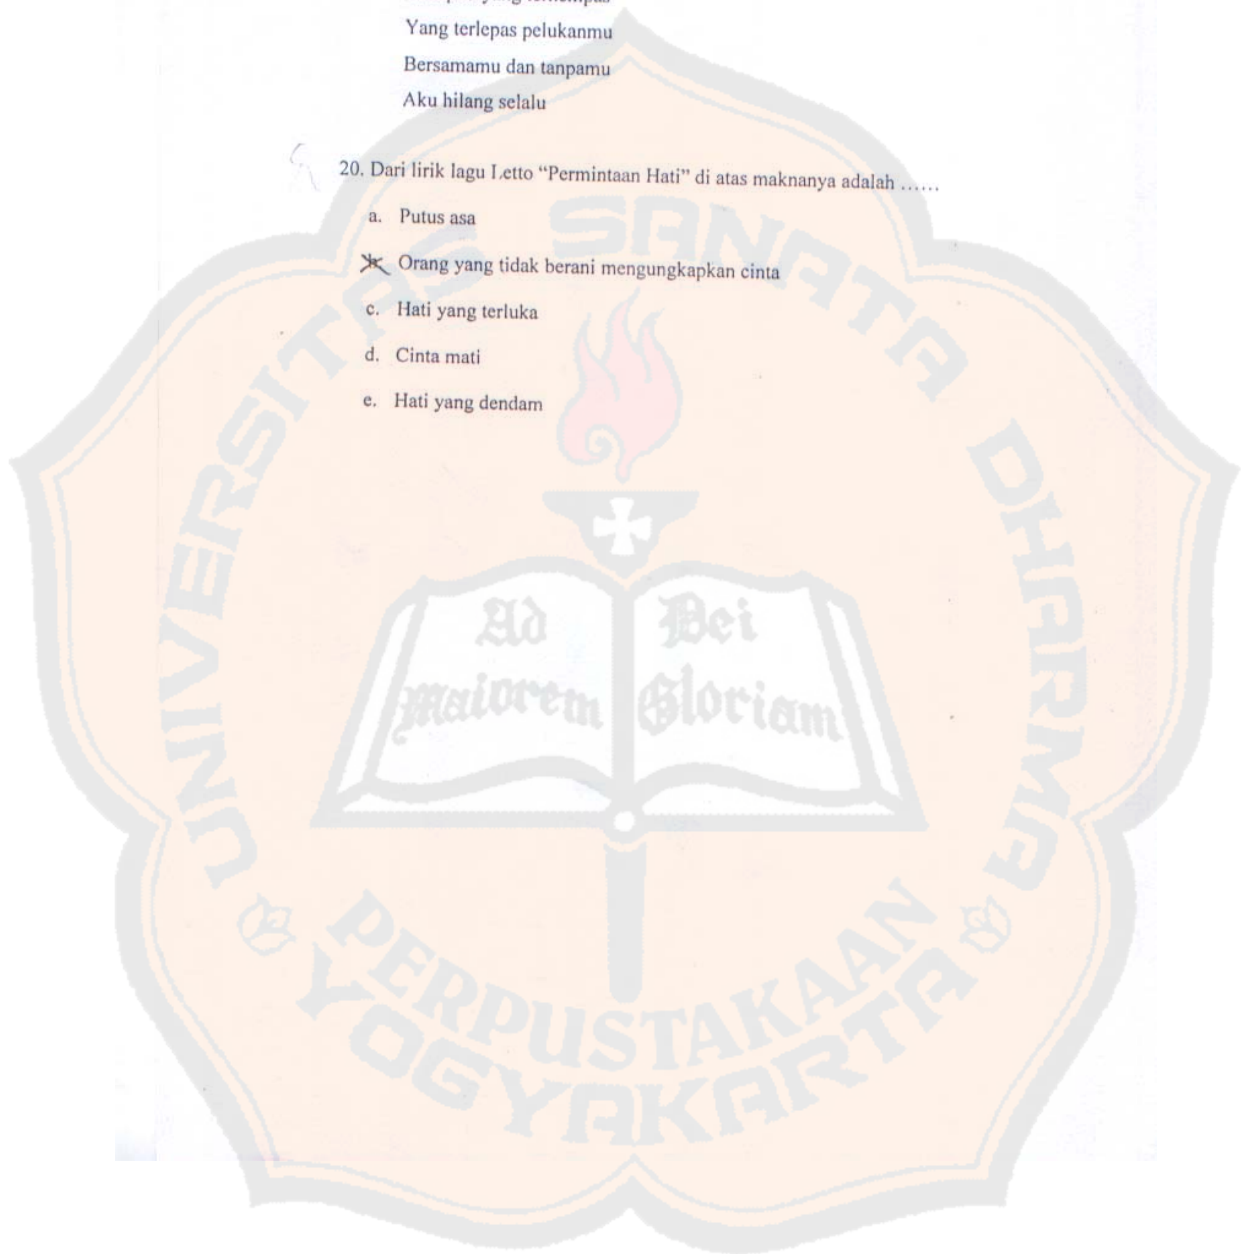 Yang terlepas pelukanmu
Bersamamu dan tanpamu
Aku hilang selalu
20. Dari lirik lagu Letto “Permintaan Hati” di atas maknanya adalah ......
a. Putus asa
Orang yang tidak berani mengungkapkan cinta
c. Hati yang terluka
d. Cinta mati
e. Hati yang dendam
UNIVERSITAS SANATA DHARMA
Ad Dei
maiorem Gloriam
PERPUSTAKAAN
YOGYAKARTA